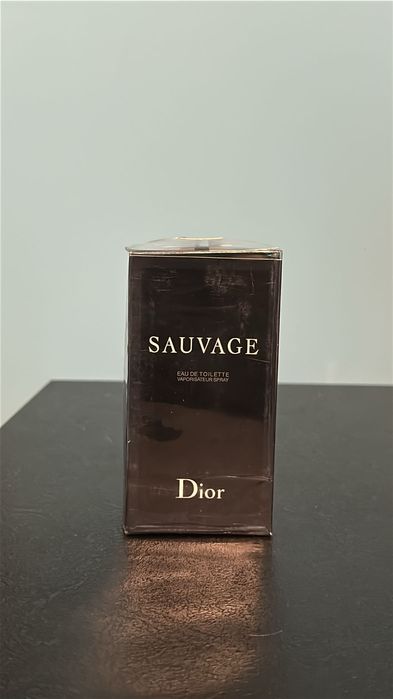 SAUVAGE
EAU DE TOILETTE
VAPORISATEUR SPRAY
Dior